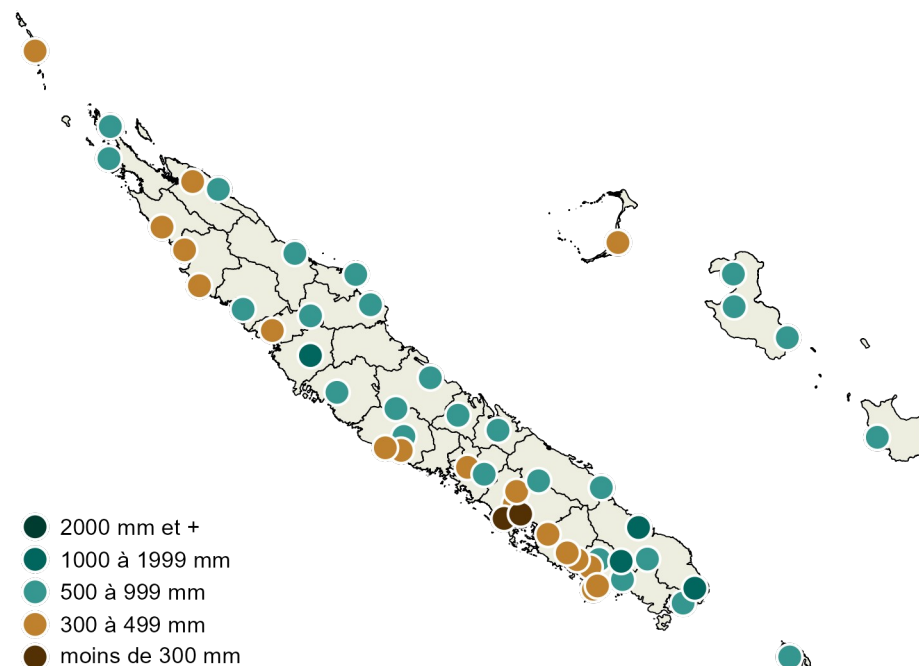 2000 mm et +
1000 à 1999 mm
500 à 999 mm
300 à 499 mm
moins de 300 mm